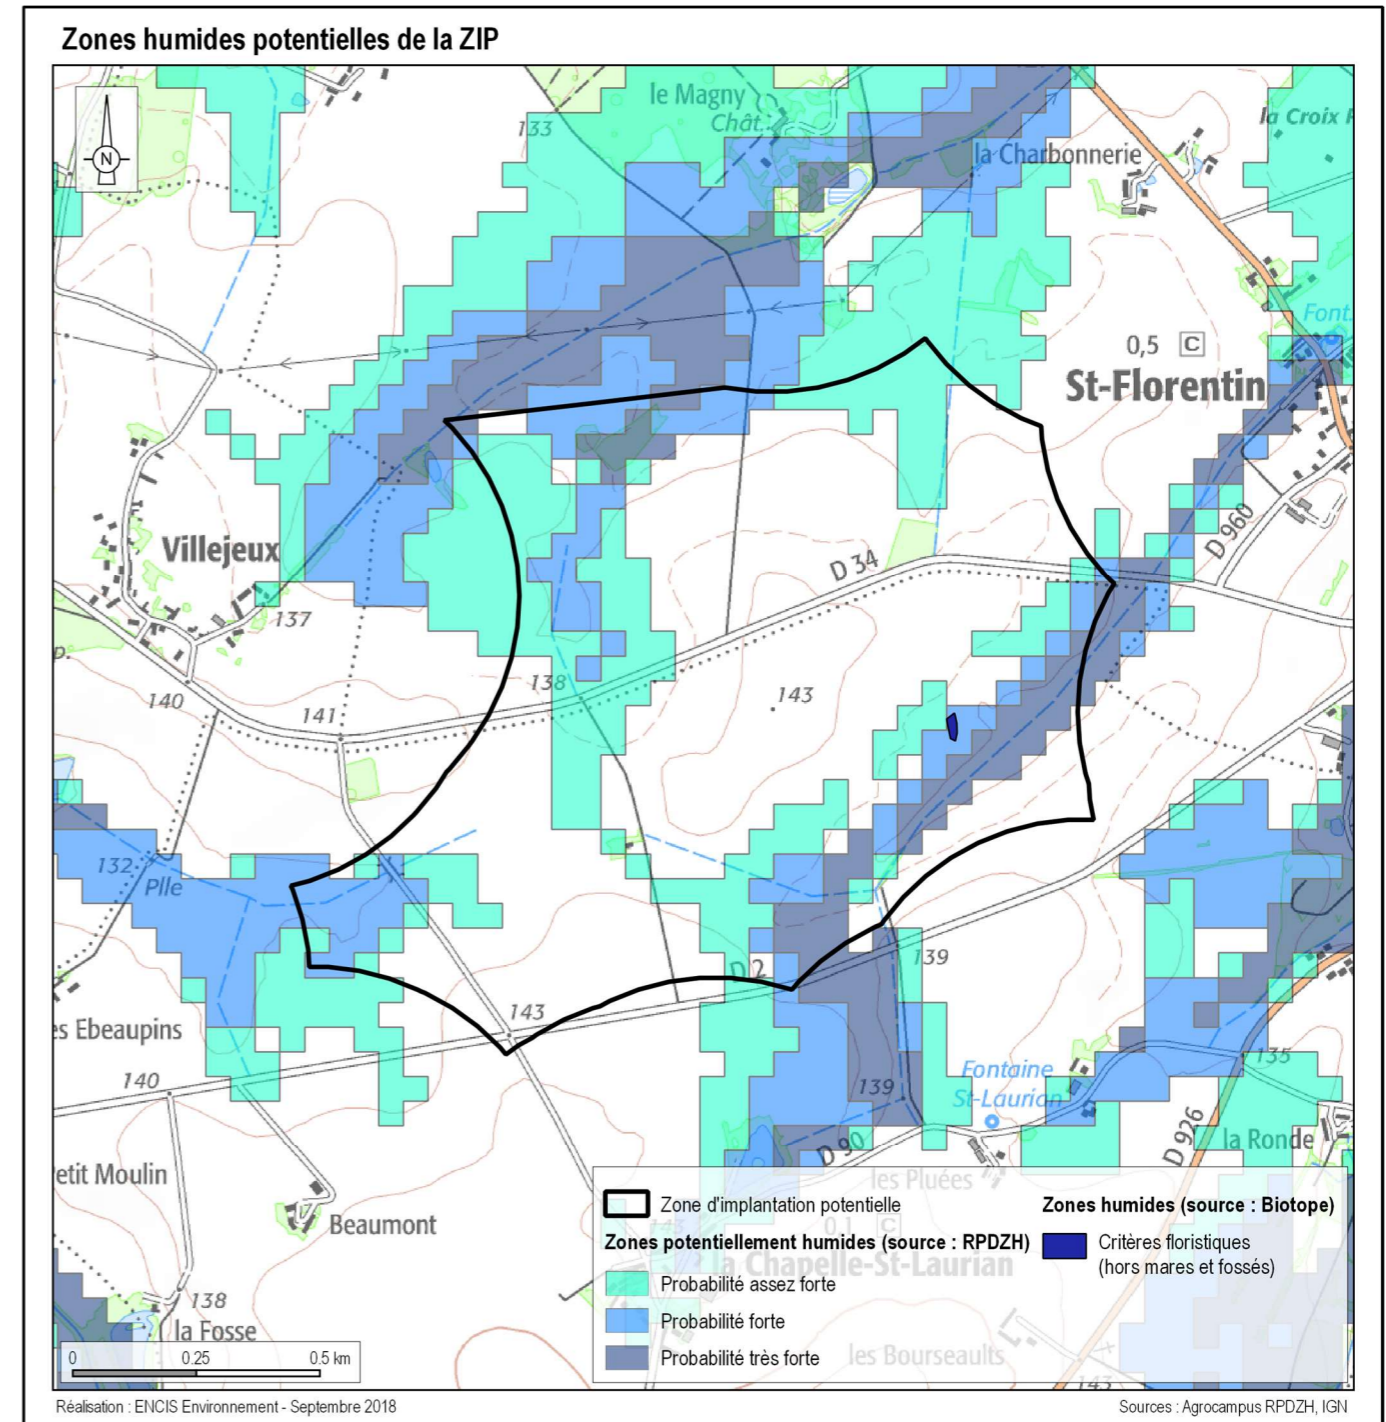 Zones humides potentielles de la ZIP
N
le Magny
Chât.
133
la Croix
la Charbonnerie
Font.
0,5 C
St-Florentin
D 960
Villejeux
137
D 34
138
143
140
141
132
Plle
D 2
139
143
es Ebeaupins
140
139
Fontaine
St-Laurian
135
D 90
D 926
la Ronde
etit Moulin
les Pluées
Beaumont
0,1 C
143
la Chapelle-St-Laurian
138
la Fosse
les Bourseaults
143
Zone d'implantation potentielle
Zones potentiellement humides (source : RPDZH)
Probabilité assez forte
Probabilité forte
Probabilité très forte
Zones humides (source : Biotope)
Critères floristiques
(hors mares et fossés)
0 0.25 0.5 km
Réalisation : ENCIS Environnement - Septembre 2018
Sources : Agrocampus RPDZH, IGN